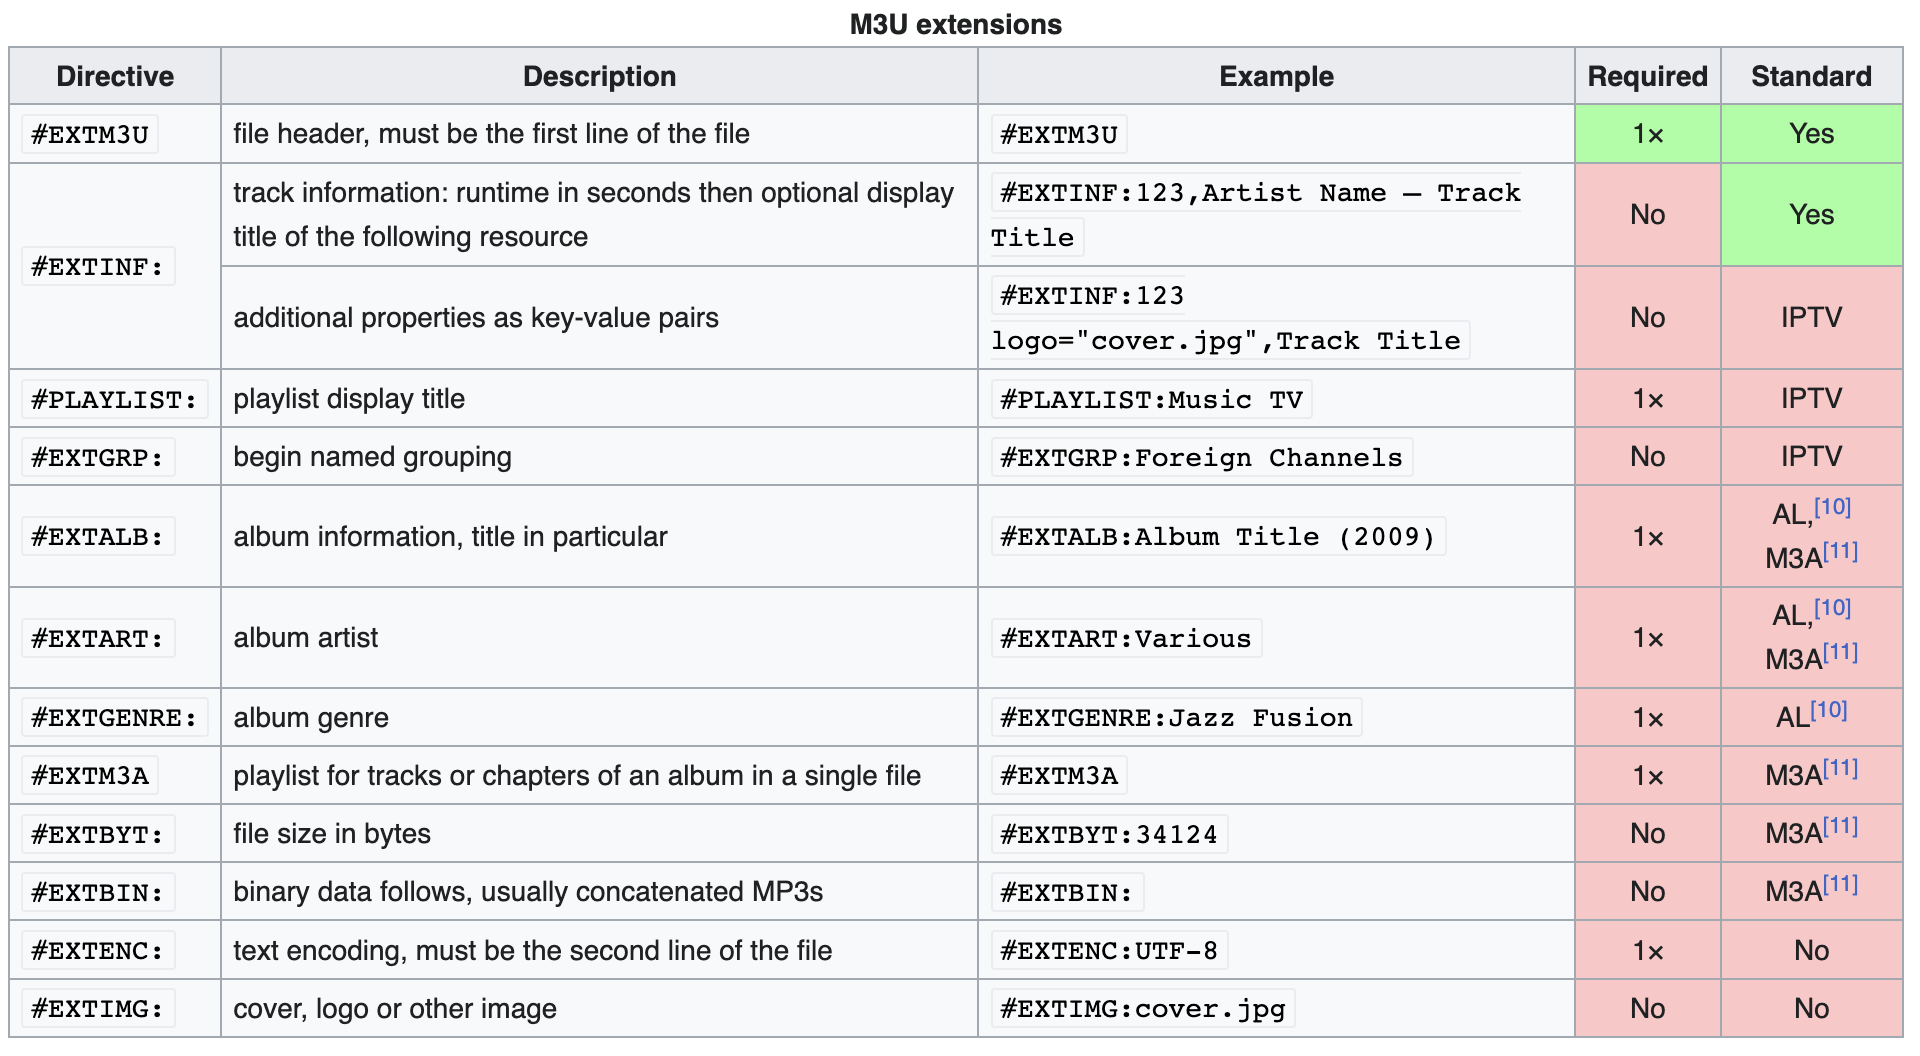 M3U extensions
Directive Description Example Required Standard
#EXTM3U file header, must be the first line of the file #EXTM3U 1× Yes
#EXTINF: track information: runtime in seconds then optional display
title of the following resource #EXTINF:123,Artist Name – Track
Title No Yes
additional properties as key-value pairs #EXTINF:123
logo="cover.jpg",Track Title No IPTV
#PLAYLIST: playlist display title #PLAYLIST:Music TV 1× IPTV
#EXTGRP: begin named grouping #EXTGRP:Foreign Channels No IPTV
#EXTALB: album information, title in particular #EXTALB:Album Title (2009) 1× AL,[10]
M3A[11]
#EXTART: album artist #EXTART:Various 1× AL,[10]
M3A[11]
#EXTGENRE: album genre #EXTGENRE:Jazz Fusion 1× AL[10]
#EXTM3A playlist for tracks or chapters of an album in a single file #EXTM3A 1× M3A[11]
#EXTBYT: file size in bytes #EXTBYT:34124 No M3A[11]
#EXTBIN: binary data follows, usually concatenated MP3s #EXTBIN: No M3A[11]
#EXTENC: text encoding, must be the second line of the file #EXTENC:UTF-8 1× No
#EXTIMG: cover, logo or other image #EXTIMG:cover.jpg No No